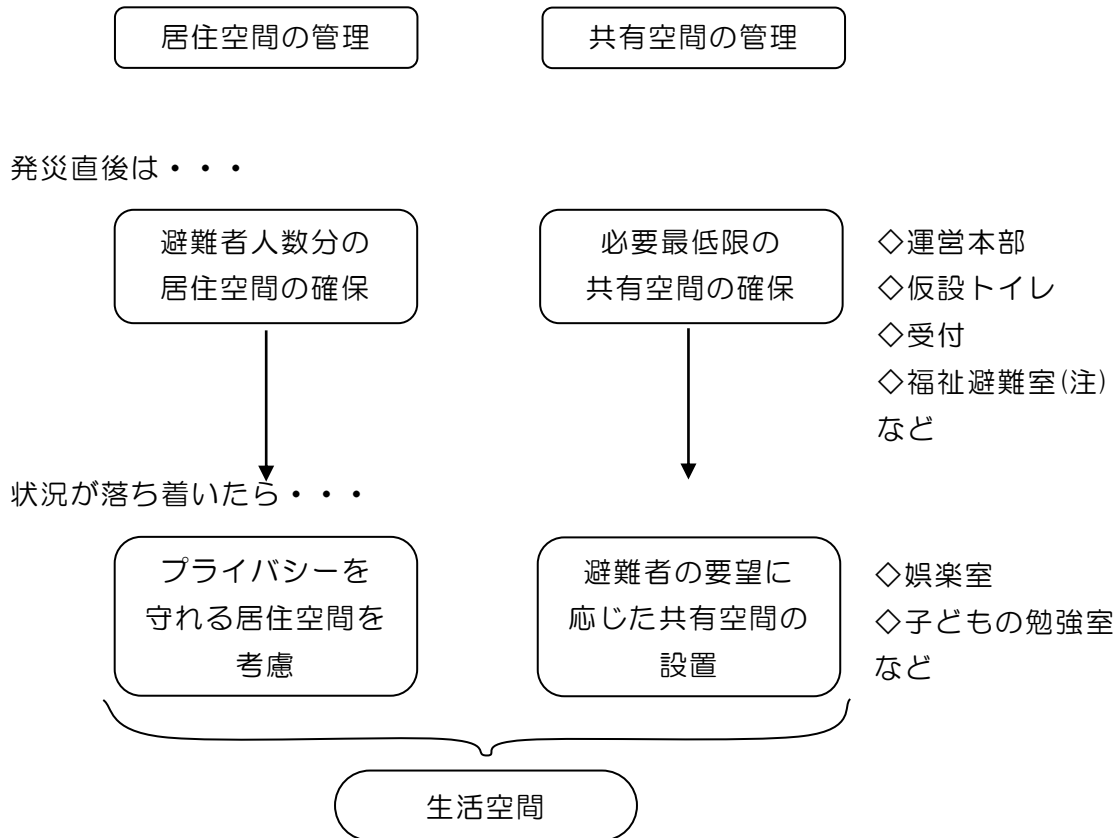 居住空間の管理
共有空間の管理
発災直後は・・・
避難者人数分の
居住空間の確保
必要最低限の
共有空間の確保
◇運営本部
◇仮設トイレ
◇受付
◇福祉避難室(注)
など
状況が落ち着いたら・・・
プライバシーを
守れる居住空間を
考慮
避難者の要望に
応じた共有空間の
設置
◇娯楽室
◇子どもの勉強室
など
生活空間